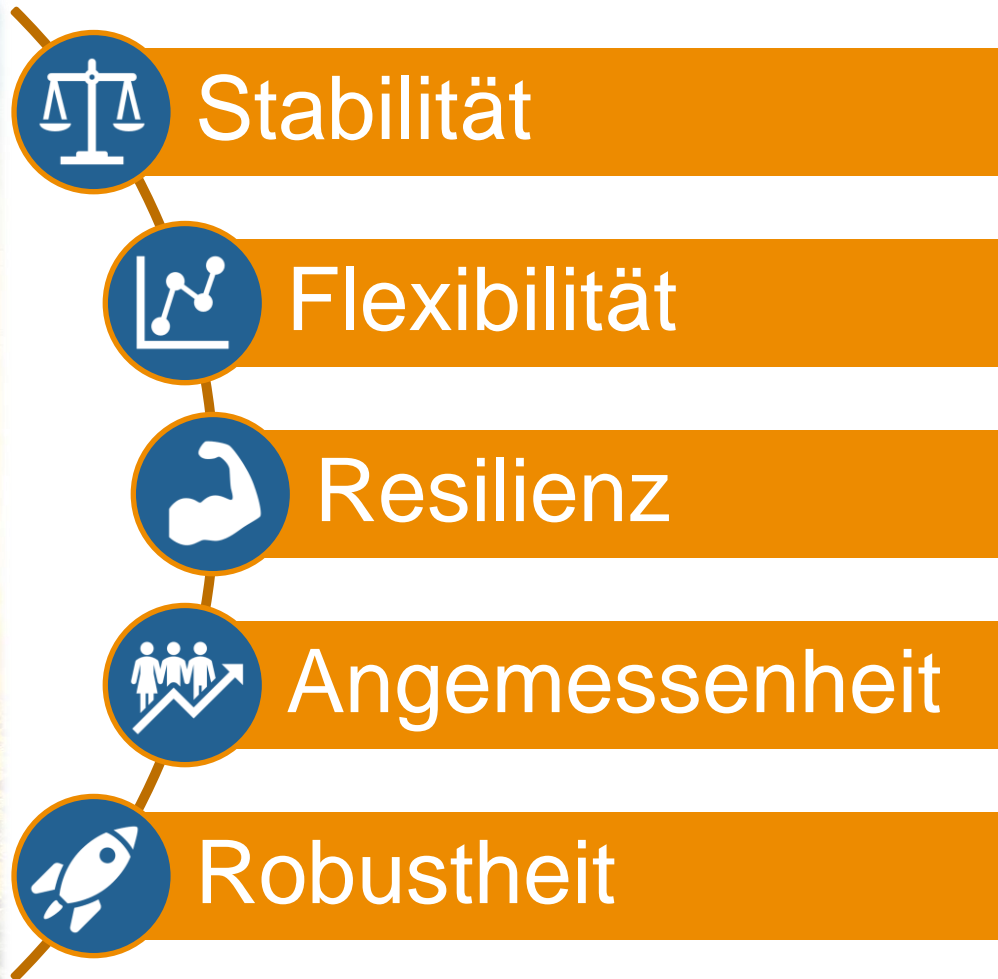 Stabilität
Flexibilität
Resilienz
Angemessenheit
Robustheit